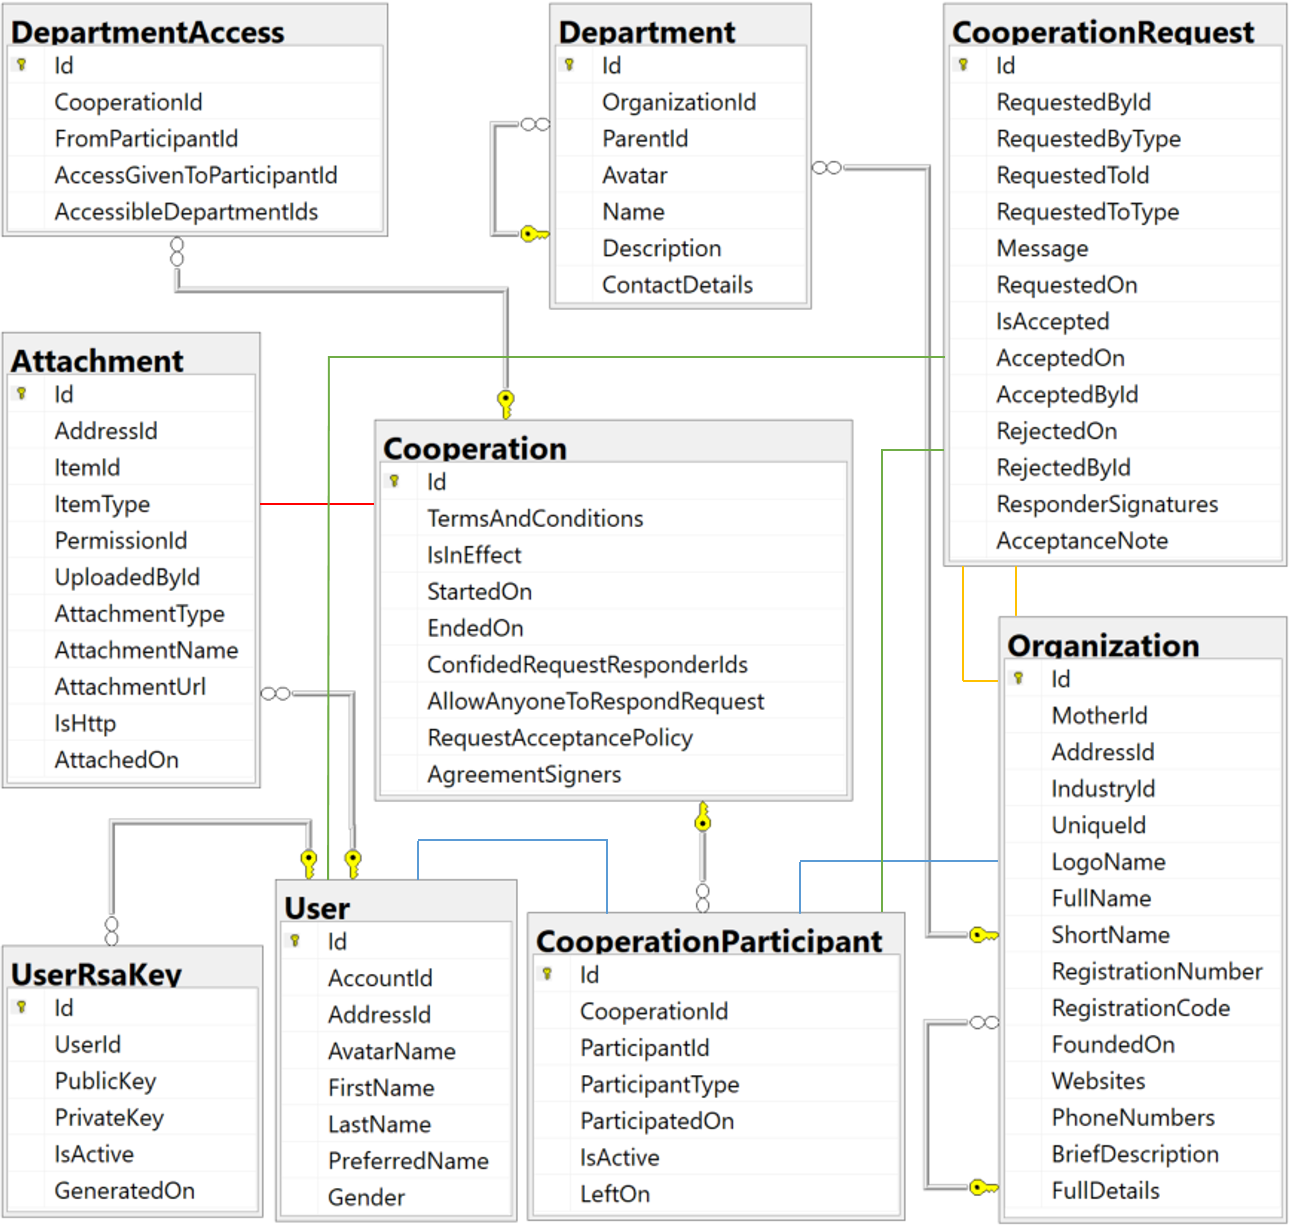 DepartmentAccess
Id
CooperationId
FromParticipantId
AccessGivenToParticipantId
AccessibleDepartmentIds
Department
Id
OrganizationId
ParentId
Avatar
Name
Description
ContactDetails
CooperationRequest
Id
RequestedById
RequestedByType
RequestedToId
RequestedToType
Message
RequestedOn
IsAccepted
AcceptedOn
AcceptedById
RejectedOn
RejectedById
ResponderSignatures
AcceptanceNote
Attachment
Id
AddressId
ItemId
ItemType
PermissionId
UploadedById
AttachmentType
AttachmentName
AttachmentUrl
IsHttp
AttachedOn
Cooperation
Id
TermsAndConditions
IsInEffect
StartedOn
EndedOn
ConfidedRequestResponderIds
AllowAnyoneToRespondRequest
RequestAcceptancePolicy
AgreementSigners
Organization
Id
MotherId
AddressId
IndustryId
UniqueId
LogoName
FullName
ShortName
RegistrationNumber
RegistrationCode
FoundedOn
Websites
PhoneNumbers
BriefDescription
FullDetails
UserRsaKey
Id
UserId
PublicKey
PrivateKey
IsActive
GeneratedOn
User
Id
AccountId
AddressId
AvatarName
FirstName
LastName
PreferredName
Gender
CooperationParticipant
Id
CooperationId
ParticipantId
ParticipantType
ParticipatedOn
IsActive
LeftOn